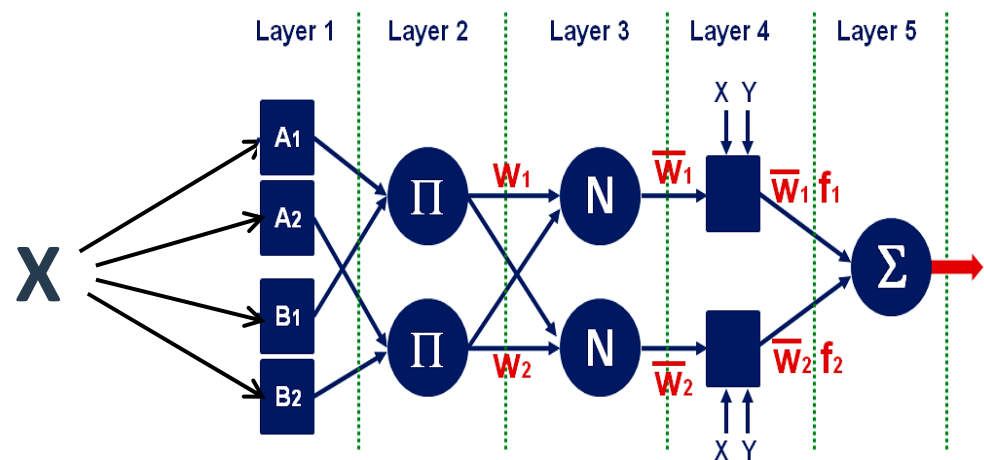 Layer 1 Layer 2 Layer 3 Layer 4 Layer 5
X Y
A1 w1 w̅1
Π N w̅1 f1
A2
X Σ
B1
Π N w̅2 f2
B2 w2 w̅2
X Y